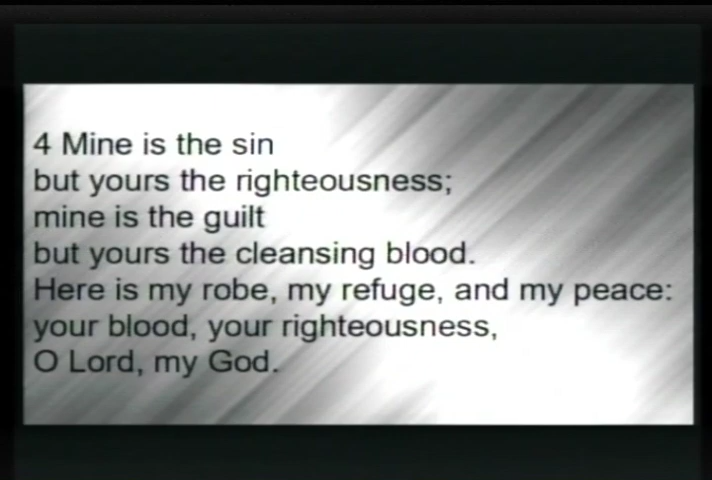 4 Mine is the sin
but yours the righteousness;
mine is the guilt
but yours the cleansing blood.
Here is my robe, my refuge, and my peace:
your blood, your righteousness,
O Lord, my God.